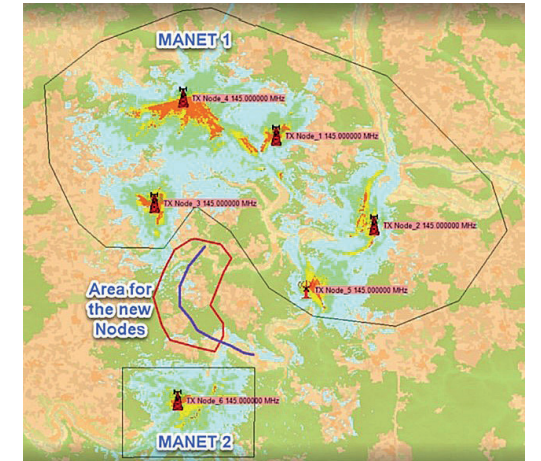 MANET 1
TX Node_4 145.000000 MHz
TX Node_1 145.000000 MHz
TX Node_3 145.000000 MHz
TX Node_2 145.000000 MHz
Area for
the new
Nodes
TX Node_5 145.000000 MHz
TX Node_6 145.000000 MHz
MANET 2